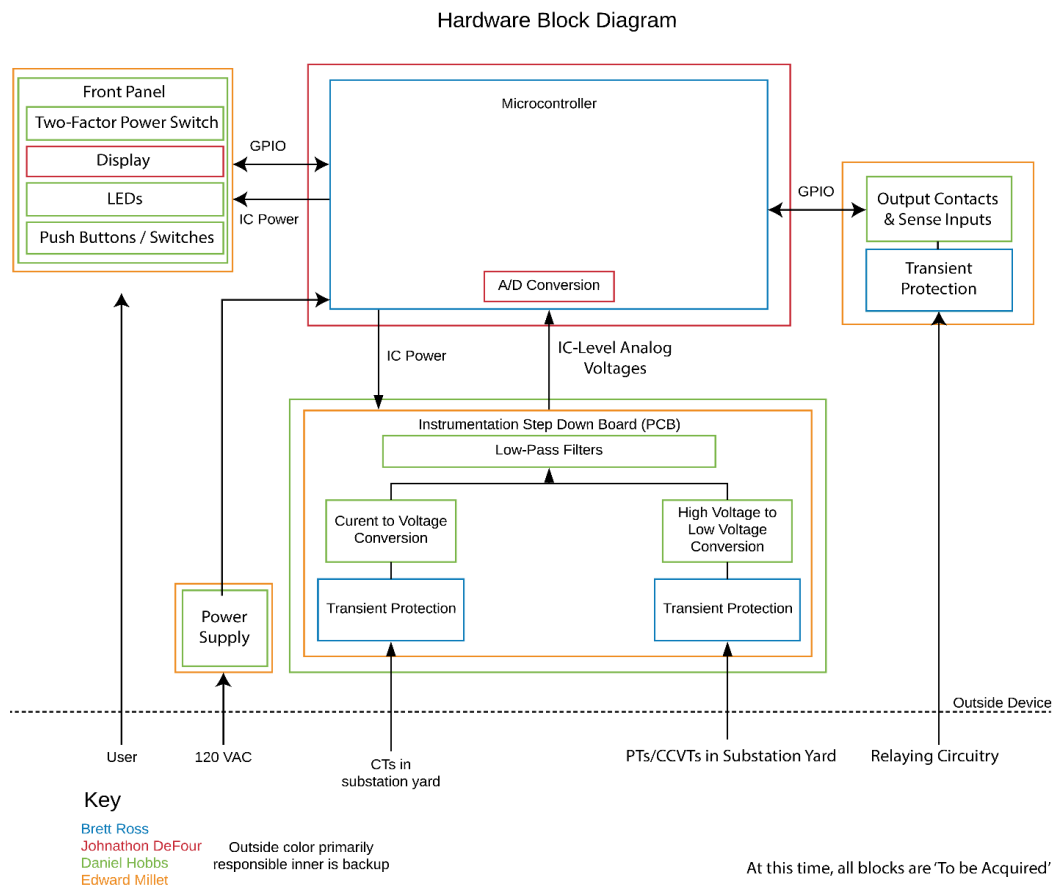 Hardware Block Diagram
Front Panel
Two-Factor Power Switch
Display
LEDs
Push Buttons / Switches
GPIO
IC Power
Microcontroller
A/D Conversion
GPIO
Output Contacts
& Sense Inputs
Transient
Protection
IC Power
IC-Level Analog
Voltages
Instrumentation Step Down Board (PCB)
Low-Pass Filters
Curent to Voltage
Conversion
High Voltage to
Low Voltage
Conversion
Transient Protection
Transient Protection
Power
Supply
Outside Device
User
120 VAC
CTs in
substation yard
PTs/CCVTs in Substation Yard
Relaying Circuitry
Key
Brett Ross
Johnathon DeFour
Daniel Hobbs
Edward Millet
Outside color primarily
responsible inner is backup
At this time, all blocks are ‘To be Acquired’